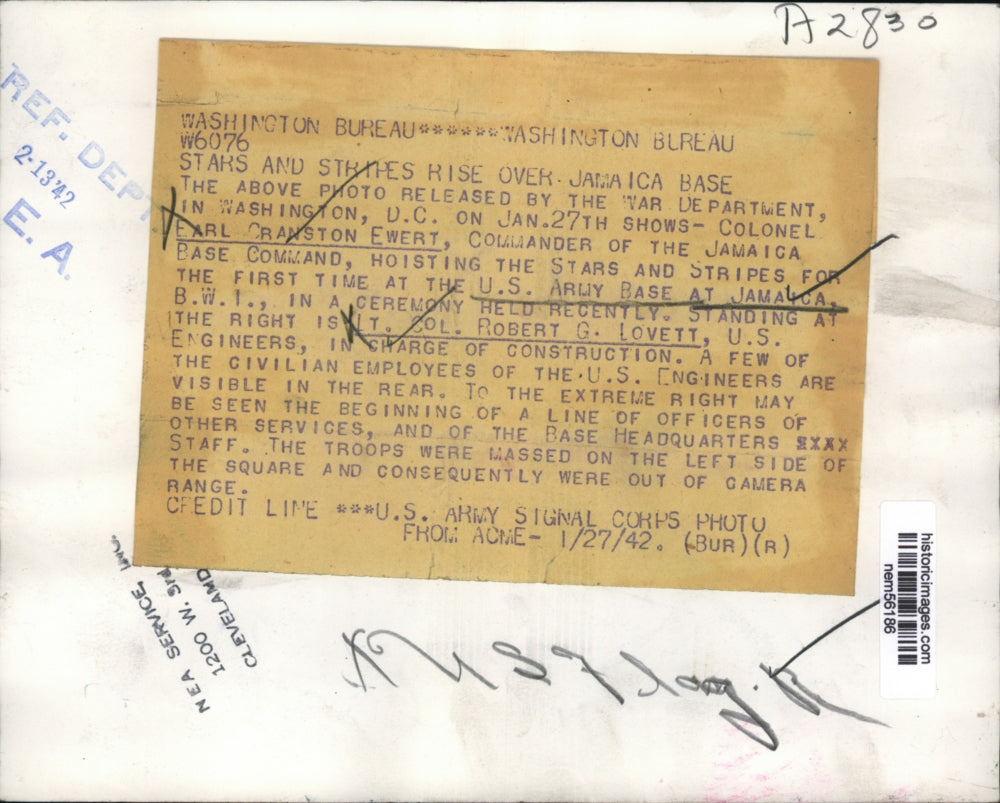 A2830
REF. DEPT
2-13'42
E. A.
WASHINGTON BUREAU******WASHINGTON BUREAU
W6076
STARS AND STRIPES RISE OVER JAMAICA BASE
THE ABOVE PHOTO RELEASED BY THE WAR DEPARTMENT,
IN WASHINGTON, D.C. ON JAN.27TH SHOWS- COLONEL
EARL CRANSTON EWERT, COMMANDER OF THE JAMAICA
BASE COMMAND, HOISTING THE STARS AND STRIPES FOR
THE FIRST TIME AT THE U.S. ARMY BASE AT JAMAICA,
B.W.I., IN A CEREMONY HELD RECENTLY. STANDING AT
THE RIGHT IS LT. COL. ROBERT G. LOVETT, U.S.
ENGINEERS, IN CHARGE OF CONSTRUCTION. A FEW OF
THE CIVILIAN EMPLOYEES OF THE U.S. ENGINEERS ARE
VISIBLE IN THE REAR. TO THE EXTREME RIGHT MAY
BE SEEN THE BEGINNING OF A LINE OF OFFICERS OF
OTHER SERVICES, AND OF THE BASE HEADQUARTERS XXXX
STAFF. THE TROOPS WERE MASSED ON THE LEFT SIDE OF
THE SQUARE AND CONSEQUENTLY WERE OUT OF CAMERA
RANGE.
CREDIT LINE ***U.S. ARMY SIGNAL CORPS PHOTO
FROM ACME- 1/27/42. (BUR)(R)
NEA SERVICE, INC.
1200 W. 3rd
CLEVELAND
historicimages.com
nem56186
X U S Flag